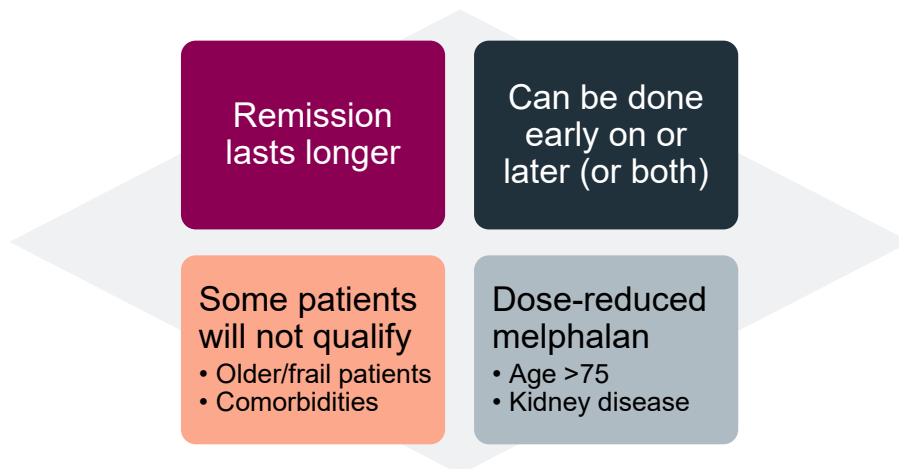 Remission
lasts longer
Can be done
early on or
later (or both)
Some patients
will not qualify
• Older/frail patients
• Comorbidities
Dose-reduced
melphalan
• Age >75
• Kidney disease